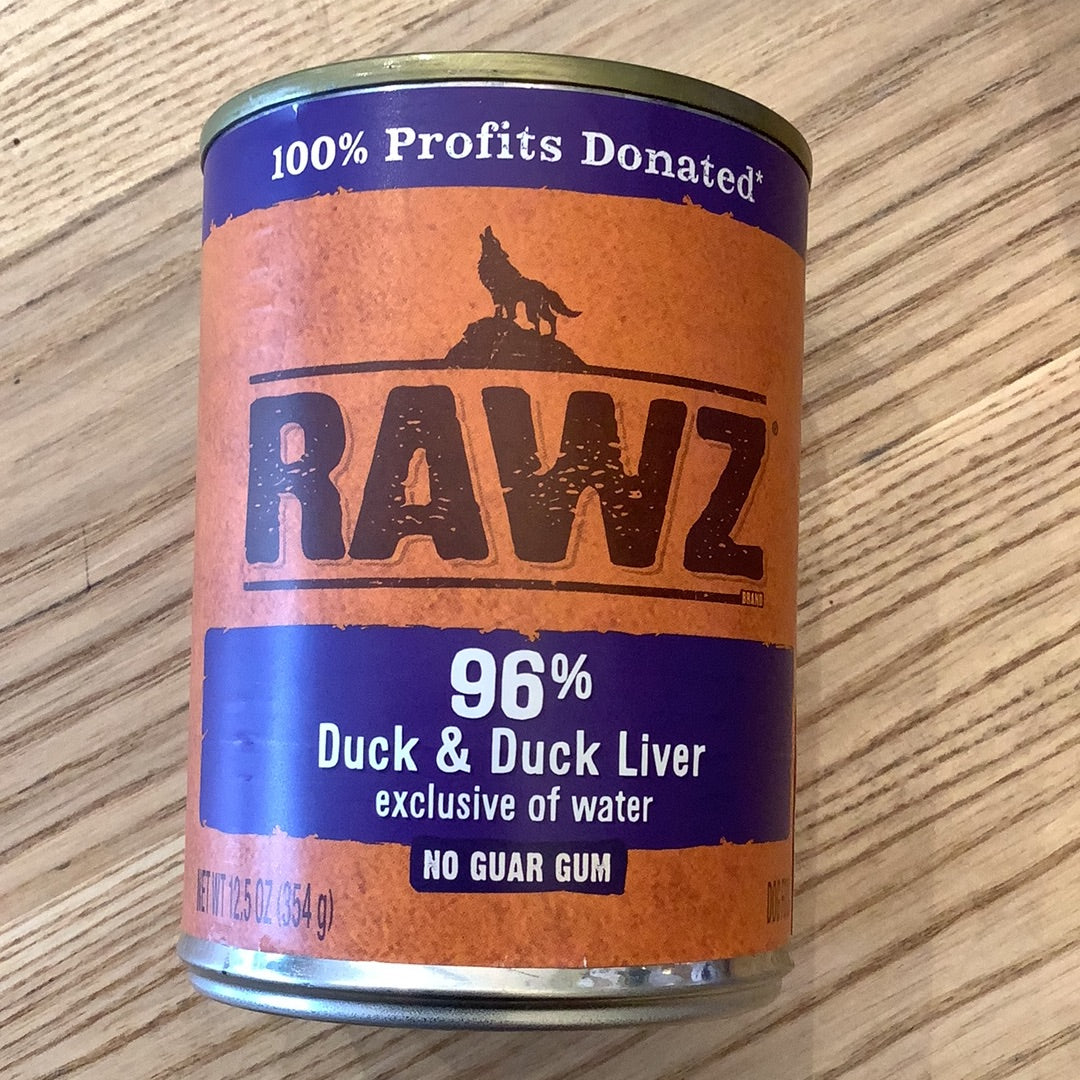 100% Profits Donated*
RAWZ®
BRAND
96%
Duck & Duck Liver
exclusive of water
NO GUAR GUM
NET WT 12.5 OZ (354 g)